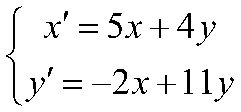 x′ = 5x + 4y
y′ = −2x + 11y